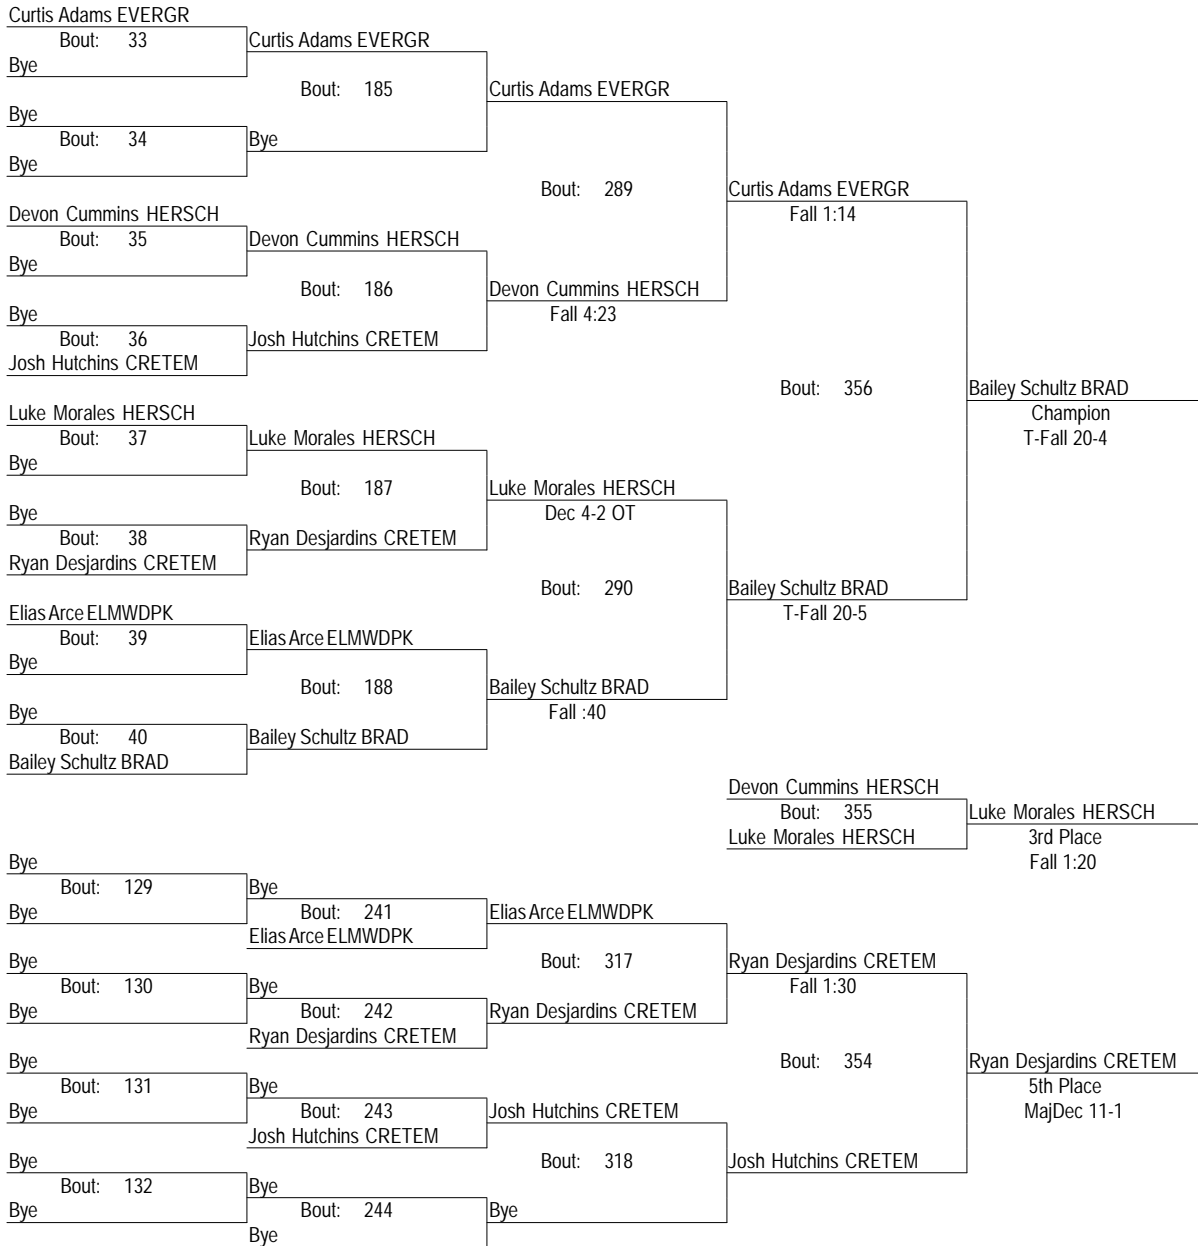 Curtis Adams EVERGR
Bout: 33
Curtis Adams EVERGR
Bye
Bout: 185
Curtis Adams EVERGR
Bye
Bout: 34
Bye
Bye
Bout: 289
Curtis Adams EVERGR
Fall 1:14
Devon Cummins HERSCH
Bout: 35
Devon Cummins HERSCH
Bye
Bout: 186
Devon Cummins HERSCH
Fall 4:23
Bye
Bout: 36
Josh Hutchins CRETEM
Josh Hutchins CRETEM
Bout: 356
Bailey Schultz BRAD
Champion
T-Fall 20-4
Luke Morales HERSCH
Bout: 37
Luke Morales HERSCH
Bye
Bout: 187
Luke Morales HERSCH
Dec 4-2 OT
Bye
Bout: 38
Ryan Desjardins CRETEM
Ryan Desjardins CRETEM
Bout: 290
Bailey Schultz BRAD
T-Fall 20-5
Elias Arce ELMWDPK
Bout: 39
Elias Arce ELMWDPK
Bye
Bout: 188
Bailey Schultz BRAD
Fall :40
Bye
Bout: 40
Bailey Schultz BRAD
Bailey Schultz BRAD
Devon Cummins HERSCH
Bout: 355
Luke Morales HERSCH
Luke Morales HERSCH
3rd Place
Fall 1:20
Bye
Bout: 129
Bye
Bye
Bout: 241
Elias Arce ELMWDPK
Elias Arce ELMWDPK
Bye
Bout: 317
Ryan Desjardins CRETEM
Fall 1:30
Bout: 130
Bye
Bye
Bout: 242
Ryan Desjardins CRETEM
Ryan Desjardins CRETEM
Bye
Bout: 354
Ryan Desjardins CRETEM
5th Place
MajDec 11-1
Bout: 131
Bye
Bye
Bout: 243
Josh Hutchins CRETEM
Josh Hutchins CRETEM
Bye
Bout: 318
Josh Hutchins CRETEM
Bout: 132
Bye
Bye
Bout: 244
Bye
Bye